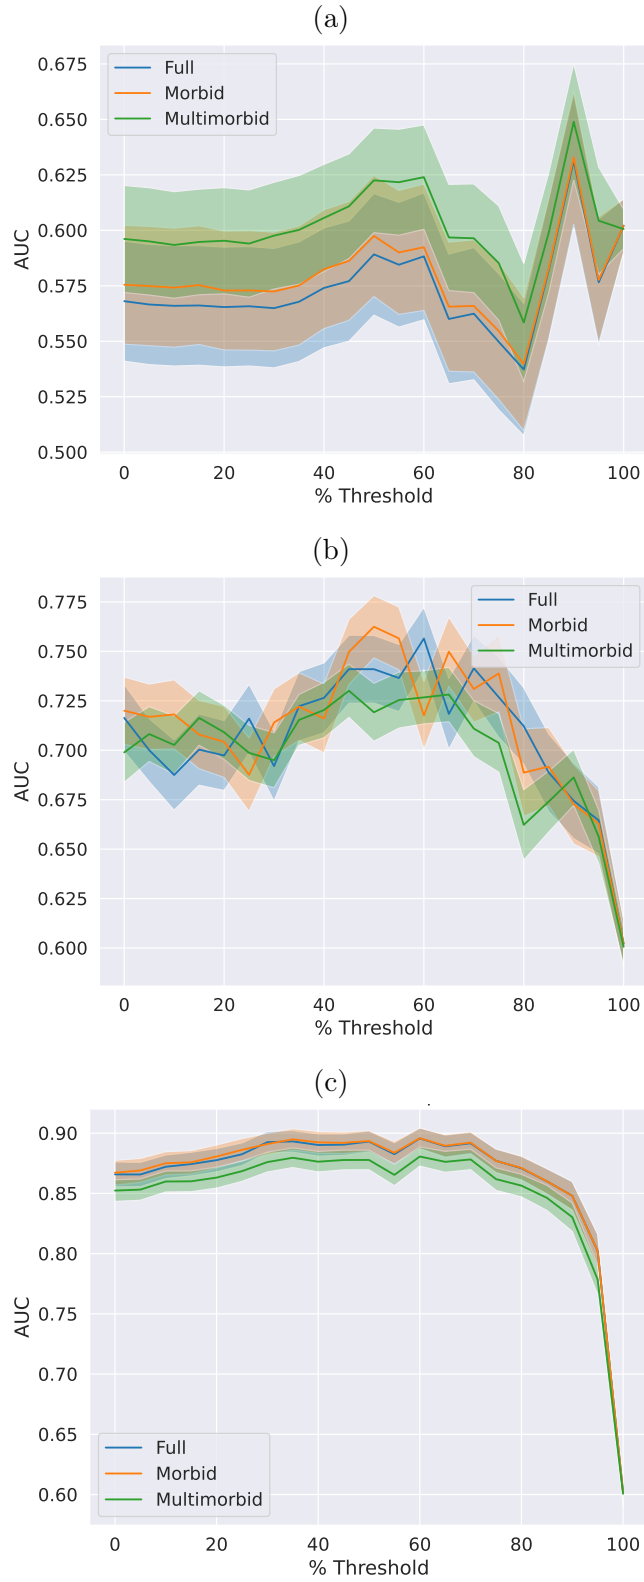 (a)
0.675
0.650
0.625
0.600
0.575
0.550
0.525
0.500
AUC
Full
Morbid
Multimorbid
0 20 40 60 80 100
% Threshold
(b)
0.775
0.750
0.725
0.700
0.675
0.650
0.625
0.600
AUC
Full
Morbid
Multimorbid
0 20 40 60 80 100
% Threshold
(c)
0.90
0.85
0.80
0.75
0.70
0.65
0.60
AUC
Full
Morbid
Multimorbid
0 20 40 60 80 100
% Threshold